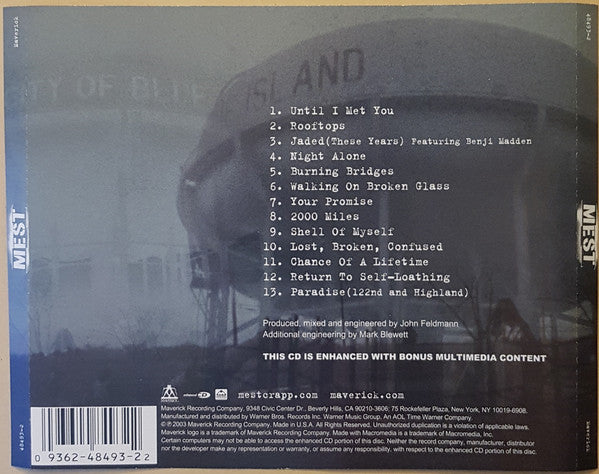 Maverick
48493-2
CITY OF BLUE ISLAND
1. Until I Met You
2. Rooftops
3. Jaded(These Years) Featuring Benji Madden
4. Night Alone
5. Burning Bridges
6. Walking On Broken Glass
7. Your Promise
8. 2000 Miles
9. Shell Of Myself
10. Lost, Broken, Confused
11. Chance Of A Lifetime
12. Return To Self-Loathing
13. Paradise(122nd and Highland)
MEST
MEST
Produced, mixed and engineered by John Feldmann
Additional engineering by Mark Blewett
THIS CD IS ENHANCED WITH BONUS MULTIMEDIA CONTENT
mestcrapp.com maverick.com
Maverick Recording Company, 9348 Civic Center Dr., Beverly Hills, CA 90210-3606; 75 Rockefeller Plaza, New York, NY 10019-6908.
Manufactured and distributed by Warner Bros. Records Inc. Warner Music Group, An AOL Time Warner Company.
℗ © 2003 Maverick Recording Company. Made in U.S.A. All Rights Reserved. Unauthorized duplication is a violation of applicable laws.
Maverick logo is a trademark of Maverick Recording Company. Made with Macromedia is a trademark of Macromedia, Inc.
Certain computers may not be able to access the enhanced CD portion of this disc. Neither the record company, manufacturer, distributor
nor the developer make any representation or warranty, or assume any responsibility, with respect to the enhanced CD portion of this disc.
0 9362-48493-2 2
48493-2
Maverick